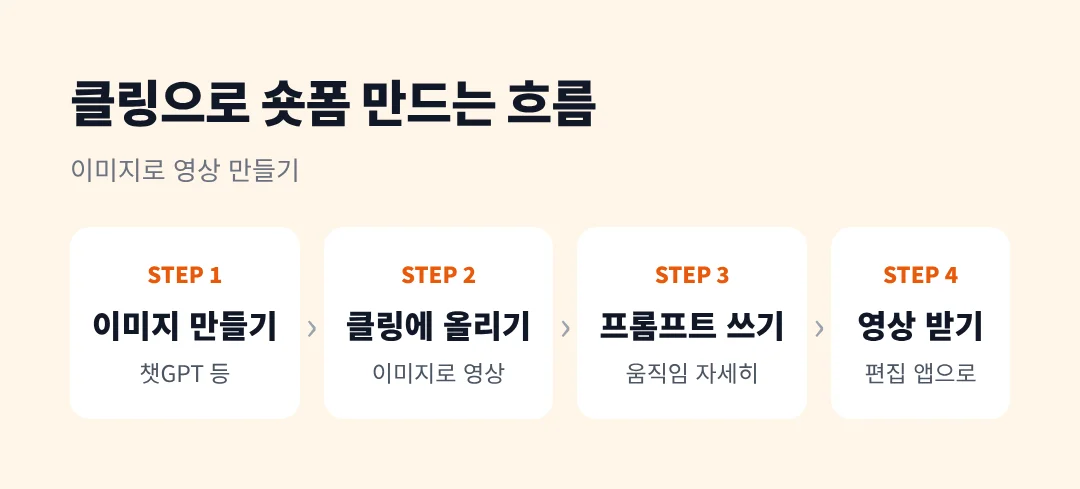 클링으로 숏폼 만드는 흐름
이미지로 영상 만들기
STEP 1
이미지 만들기
챗GPT 등
›
STEP 2
클링에 올리기
이미지로 영상
›
STEP 3
프롬프트 쓰기
움직임 자세히
›
STEP 4
영상 받기
편집 앱으로